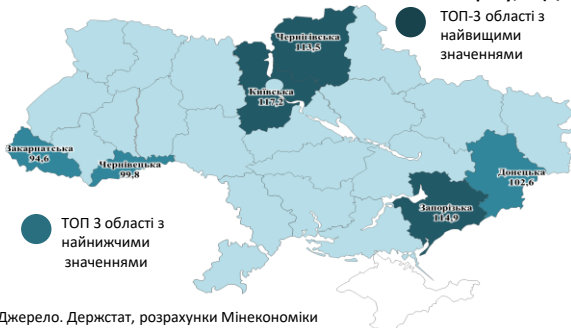 ТОП-3 області з
найвищими
значеннями
Чернігівська
113,5
Київська
117,2
Закарпатська
94,6
Чернівецька
99,8
Донецька
102,6
Запорізька
114,9
ТОП 3 області з
найнижчими
значеннями
Джерело. Держстат, розрахунки Мінекономіки